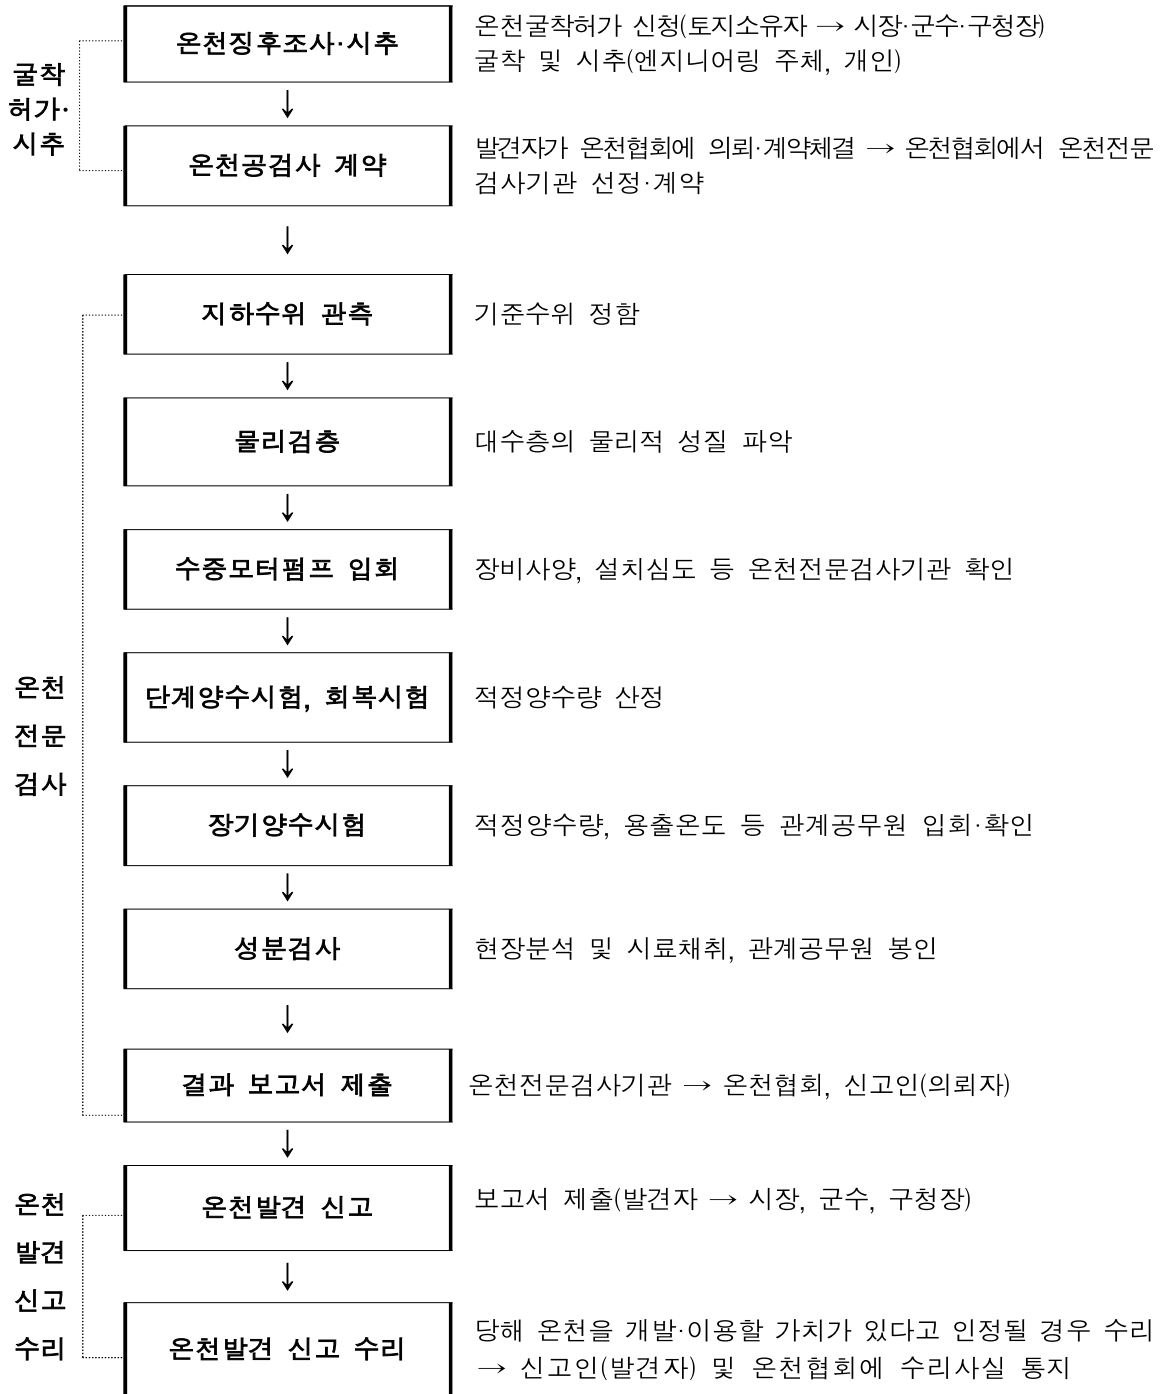 굴착
허가·
시추
온천징후조사·시추
온천굴착허가 신청(토지소유자 → 시장·군수·구청장)
굴착 및 시추(엔지니어링 주체, 개인)
↓
온천공검사 계약
발견자가 온천협회에 의뢰·계약체결 → 온천협회에서 온천전문
검사기관 선정·계약
↓
온천
전문
검사
지하수위 관측
기준수위 정함
↓
물리검층
대수층의 물리적 성질 파악
↓
수중모터펌프 입회
장비사양, 설치심도 등 온천전문검사기관 확인
↓
단계양수시험, 회복시험
적정양수량 산정
↓
장기양수시험
적정양수량, 용출온도 등 관계공무원 입회·확인
↓
성분검사
현장분석 및 시료채취, 관계공무원 봉인
↓
결과 보고서 제출
온천전문검사기관 → 온천협회, 신고인(의뢰자)
↓
온천
발견
신고
수리
온천발견 신고
보고서 제출(발견자 → 시장, 군수, 구청장)
↓
온천발견 신고 수리
당해 온천을 개발·이용할 가치가 있다고 인정될 경우 수리
→ 신고인(발견자) 및 온천협회에 수리사실 통지